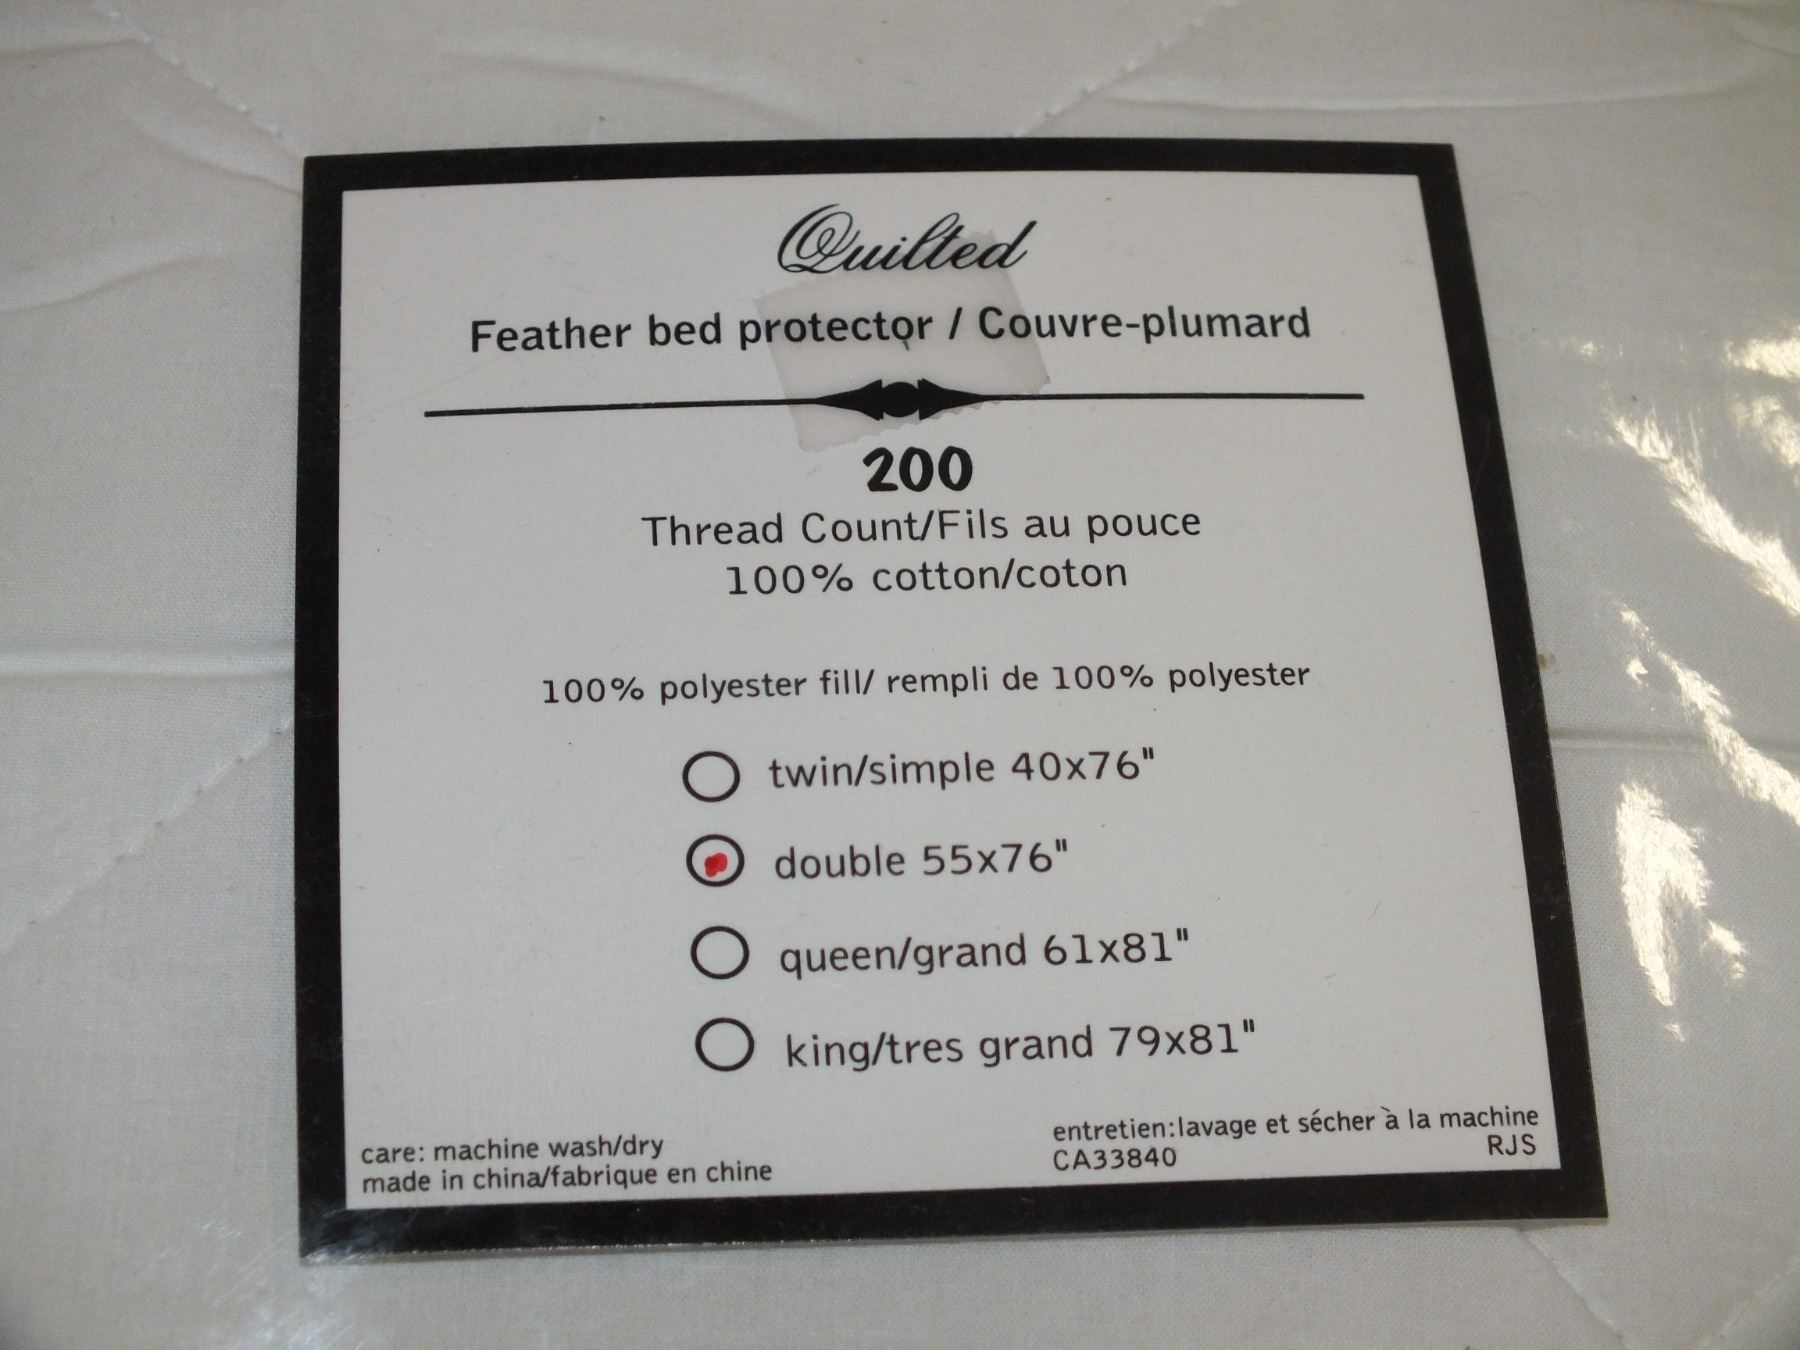 Quilted
Feather bed protector / Couvre-plumard
200
Thread Count/Fils au pouce
100% cotton/coton
100% polyester fill/ rempli de 100% polyester
twin/simple 40x76"
double 55x76"
queen/grand 61x81"
king/tres grand 79x81"
care: machine wash/dry
made in china/fabrique en chine
entretien:lavage et sécher à la machine
CA33840
RJS